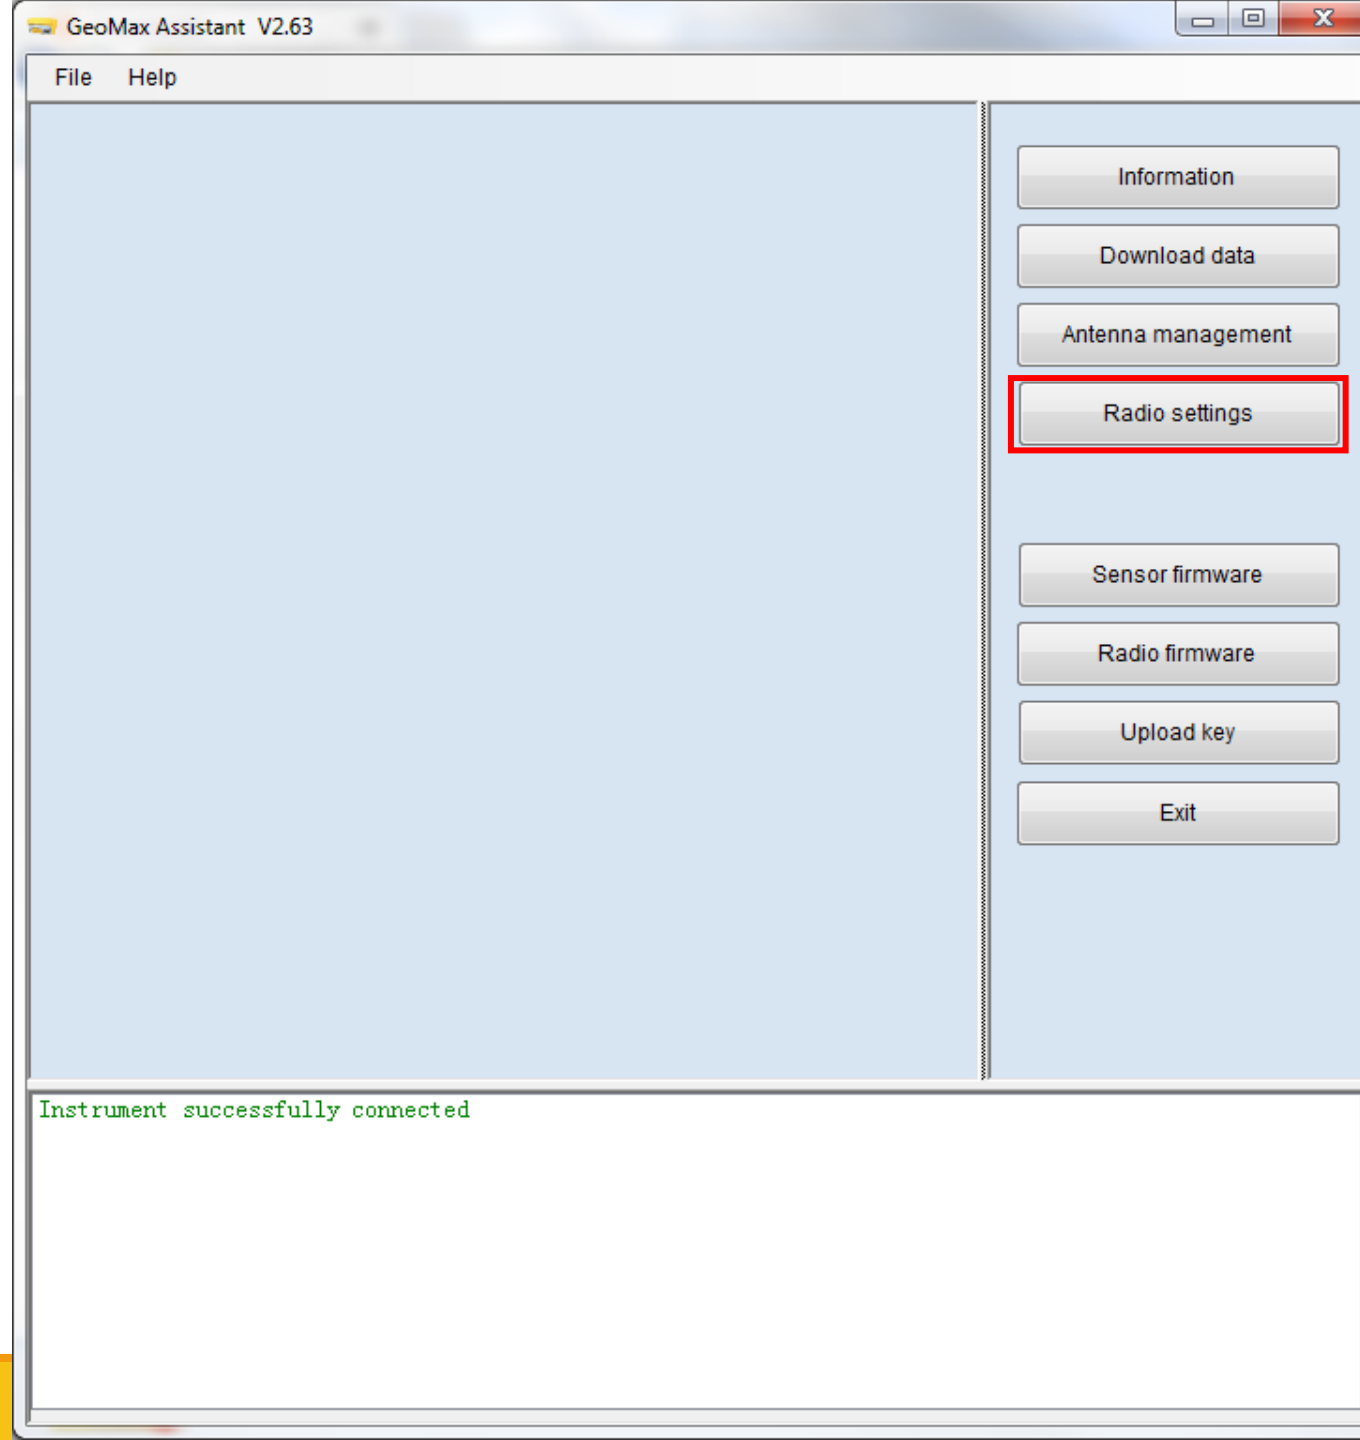 GeoMax Assistant V2.63
File Help
Information
Download data
Antenna management
Radio settings
Sensor firmware
Radio firmware
Upload key
Exit
Instrument successfully connected